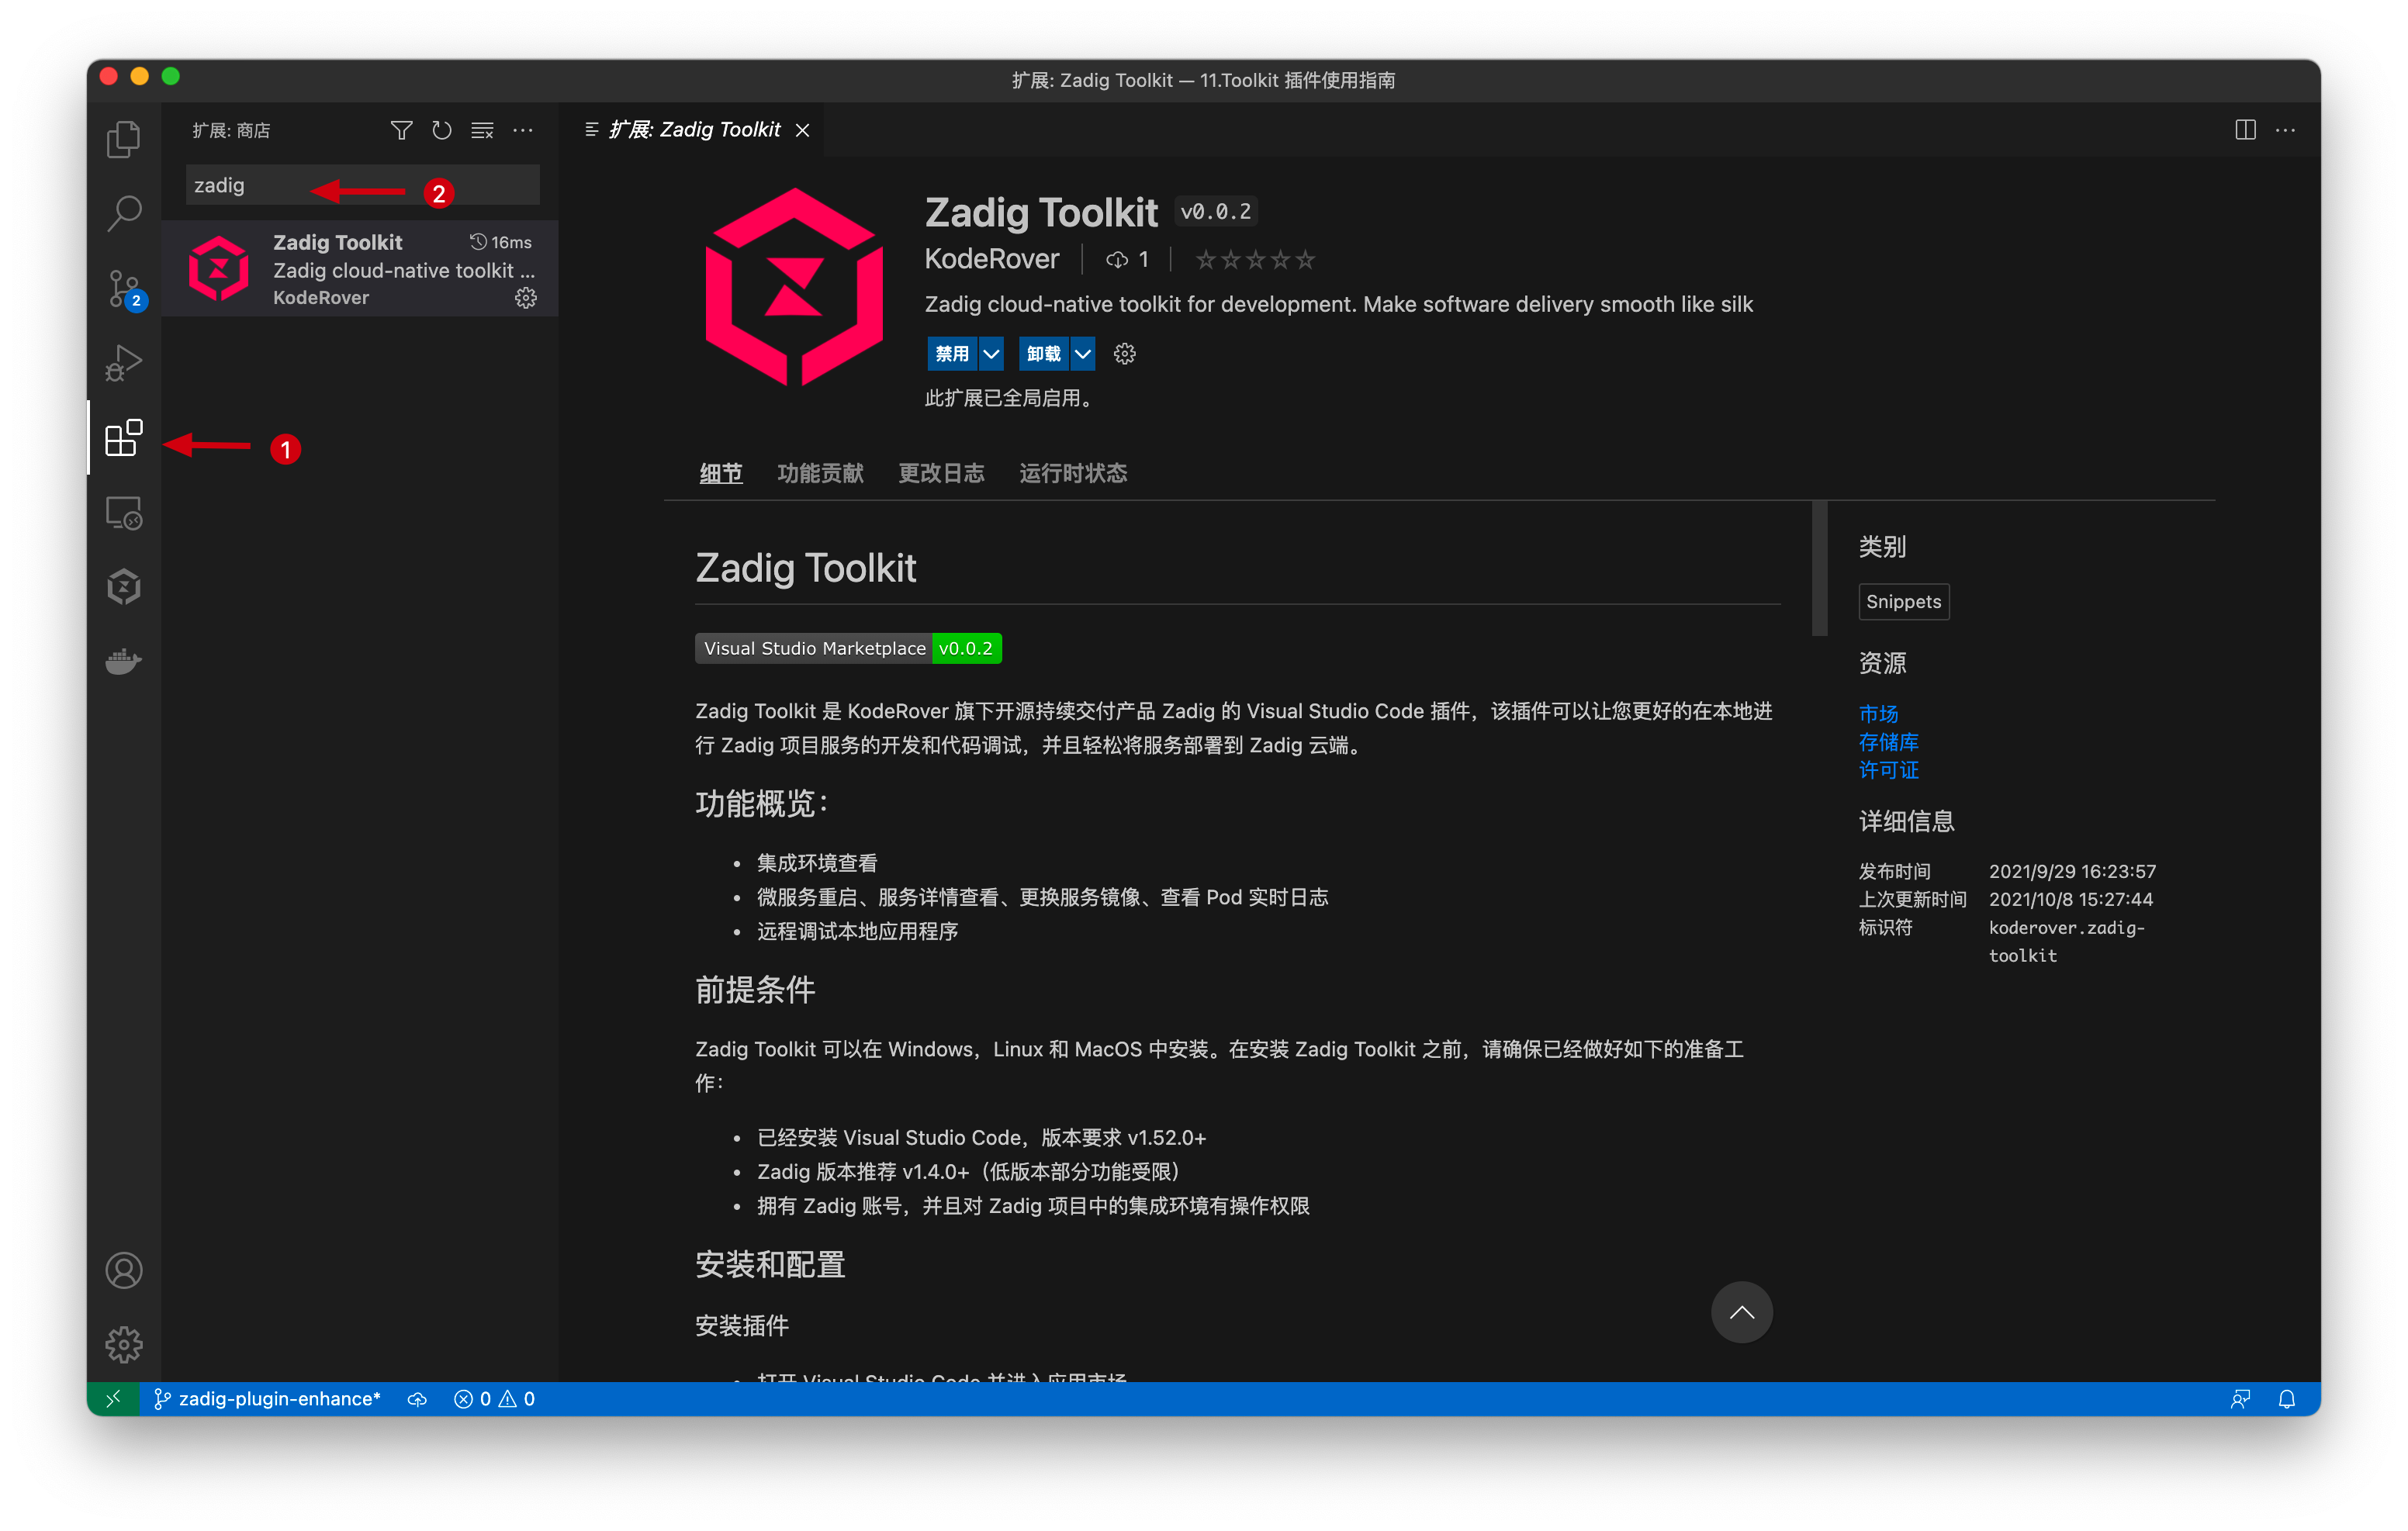 扩展: Zadig Toolkit — 11.Toolkit 插件使用指南
扩展: 商店
zadig
2
Zadig Toolkit
16ms
Zadig cloud-native toolkit ...
KodeRover
2
1
扩展: Zadig Toolkit
Zadig Toolkit v0.0.2
KodeRover 1
Zadig cloud-native toolkit for development. Make software delivery smooth like silk
禁用 卸载
此扩展已全局启用。
细节 功能贡献 更改日志 运行时状态
Zadig Toolkit
Visual Studio Marketplace v0.0.2
Zadig Toolkit 是 KodeRover 旗下开源持续交付产品 Zadig 的 Visual Studio Code 插件，该插件可以让您更好的在本地进
行 Zadig 项目服务的开发和代码调试，并且轻松将服务部署到 Zadig 云端。
功能概览：
• 集成环境查看
• 微服务重启、服务详情查看、更换服务镜像、查看 Pod 实时日志
• 远程调试本地应用程序
前提条件
Zadig Toolkit 可以在 Windows，Linux 和 MacOS 中安装。在安装 Zadig Toolkit 之前，请确保已经做好如下的准备工
作：
• 已经安装 Visual Studio Code，版本要求 v1.52.0+
• Zadig 版本推荐 v1.4.0+（低版本部分功能受限）
• 拥有 Zadig 账号，并且对 Zadig 项目中的集成环境有操作权限
安装和配置
安装插件
• 打开 Visual Studio Code 并进入应用市场
类别
Snippets
资源
市场
存储库
许可证
详细信息
发布时间 2021/9/29 16:23:57
上次更新时间 2021/10/8 15:27:44
标识符 koderover.zadig-
toolkit
zadig-plugin-enhance* 0 0